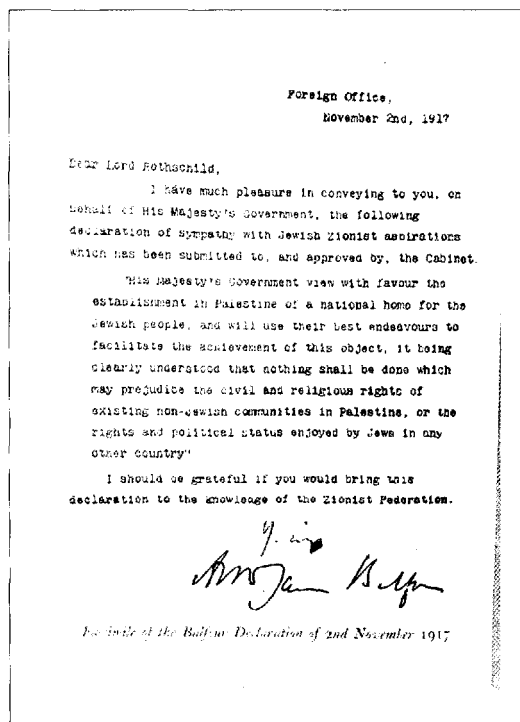 Foreign Office,
November 2nd, 1917
Dear Lord Rothschild,
I have much pleasure in conveying to you, on
behalf of His Majesty's Government, the following
declaration of sympathy with Jewish Zionist aspirations
which has been submitted to, and approved by, the Cabinet.
"His Majesty's Government view with favour the
establishment in Palestine of a national home for the
Jewish people, and will use their best endeavours to
facilitate the achievement of this object, it being
clearly understood that nothing shall be done which
may prejudice the civil and religious rights of
existing non-Jewish communities in Palestine, or the
rights and political status enjoyed by Jews in any
other country"
I should be grateful if you would bring this
declaration to the knowledge of the Zionist Federation.
Balfour
Facsimile of the Balfour Declaration of 2nd November 1917